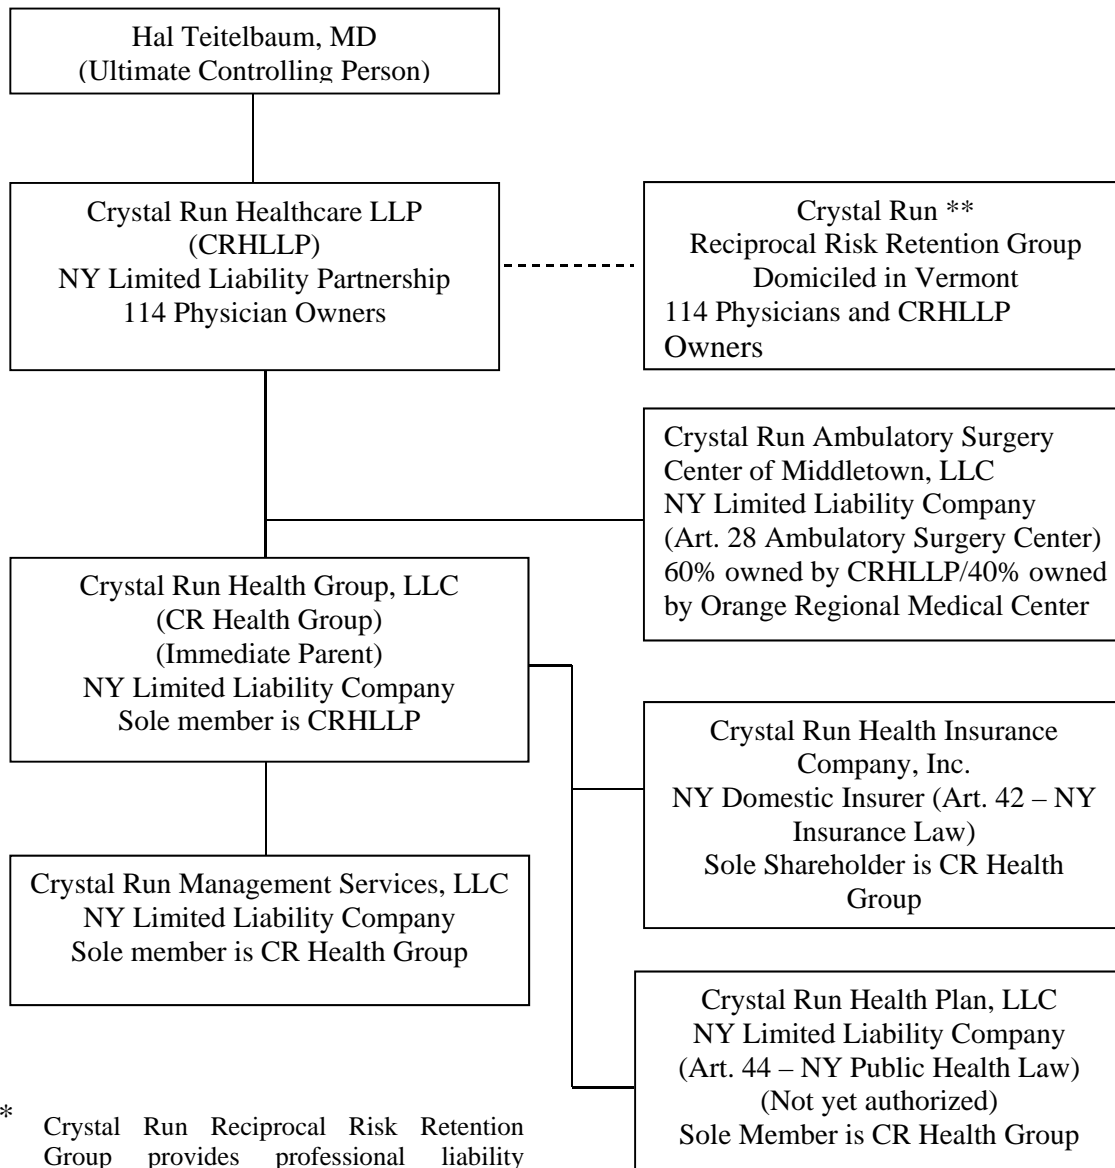 Hal Teitelbaum, MD
(Ultimate Controlling Person)
Crystal Run Healthcare LLP
(CRHLLP)
NY Limited Liability Partnership
114 Physician Owners
Crystal Run **
Reciprocal Risk Retention Group
Domiciled in Vermont
114 Physicians and CRHLLP
Owners
Crystal Run Ambulatory Surgery
Center of Middletown, LLC
NY Limited Liability Company
(Art. 28 Ambulatory Surgery Center)
60% owned by CRHLLP/40% owned
by Orange Regional Medical Center
Crystal Run Health Group, LLC
(CR Health Group)
(Immediate Parent)
NY Limited Liability Company
Sole member is CRHLLP
Crystal Run Health Insurance
Company, Inc.
NY Domestic Insurer (Art. 42 – NY
Insurance Law)
Sole Shareholder is CR Health
Group
Crystal Run Management Services, LLC
NY Limited Liability Company
Sole member is CR Health Group
Crystal Run Health Plan, LLC
NY Limited Liability Company
(Art. 44 – NY Public Health Law)
(Not yet authorized)
Sole Member is CR Health Group
* Crystal Run Reciprocal Risk Retention
Group provides professional liability